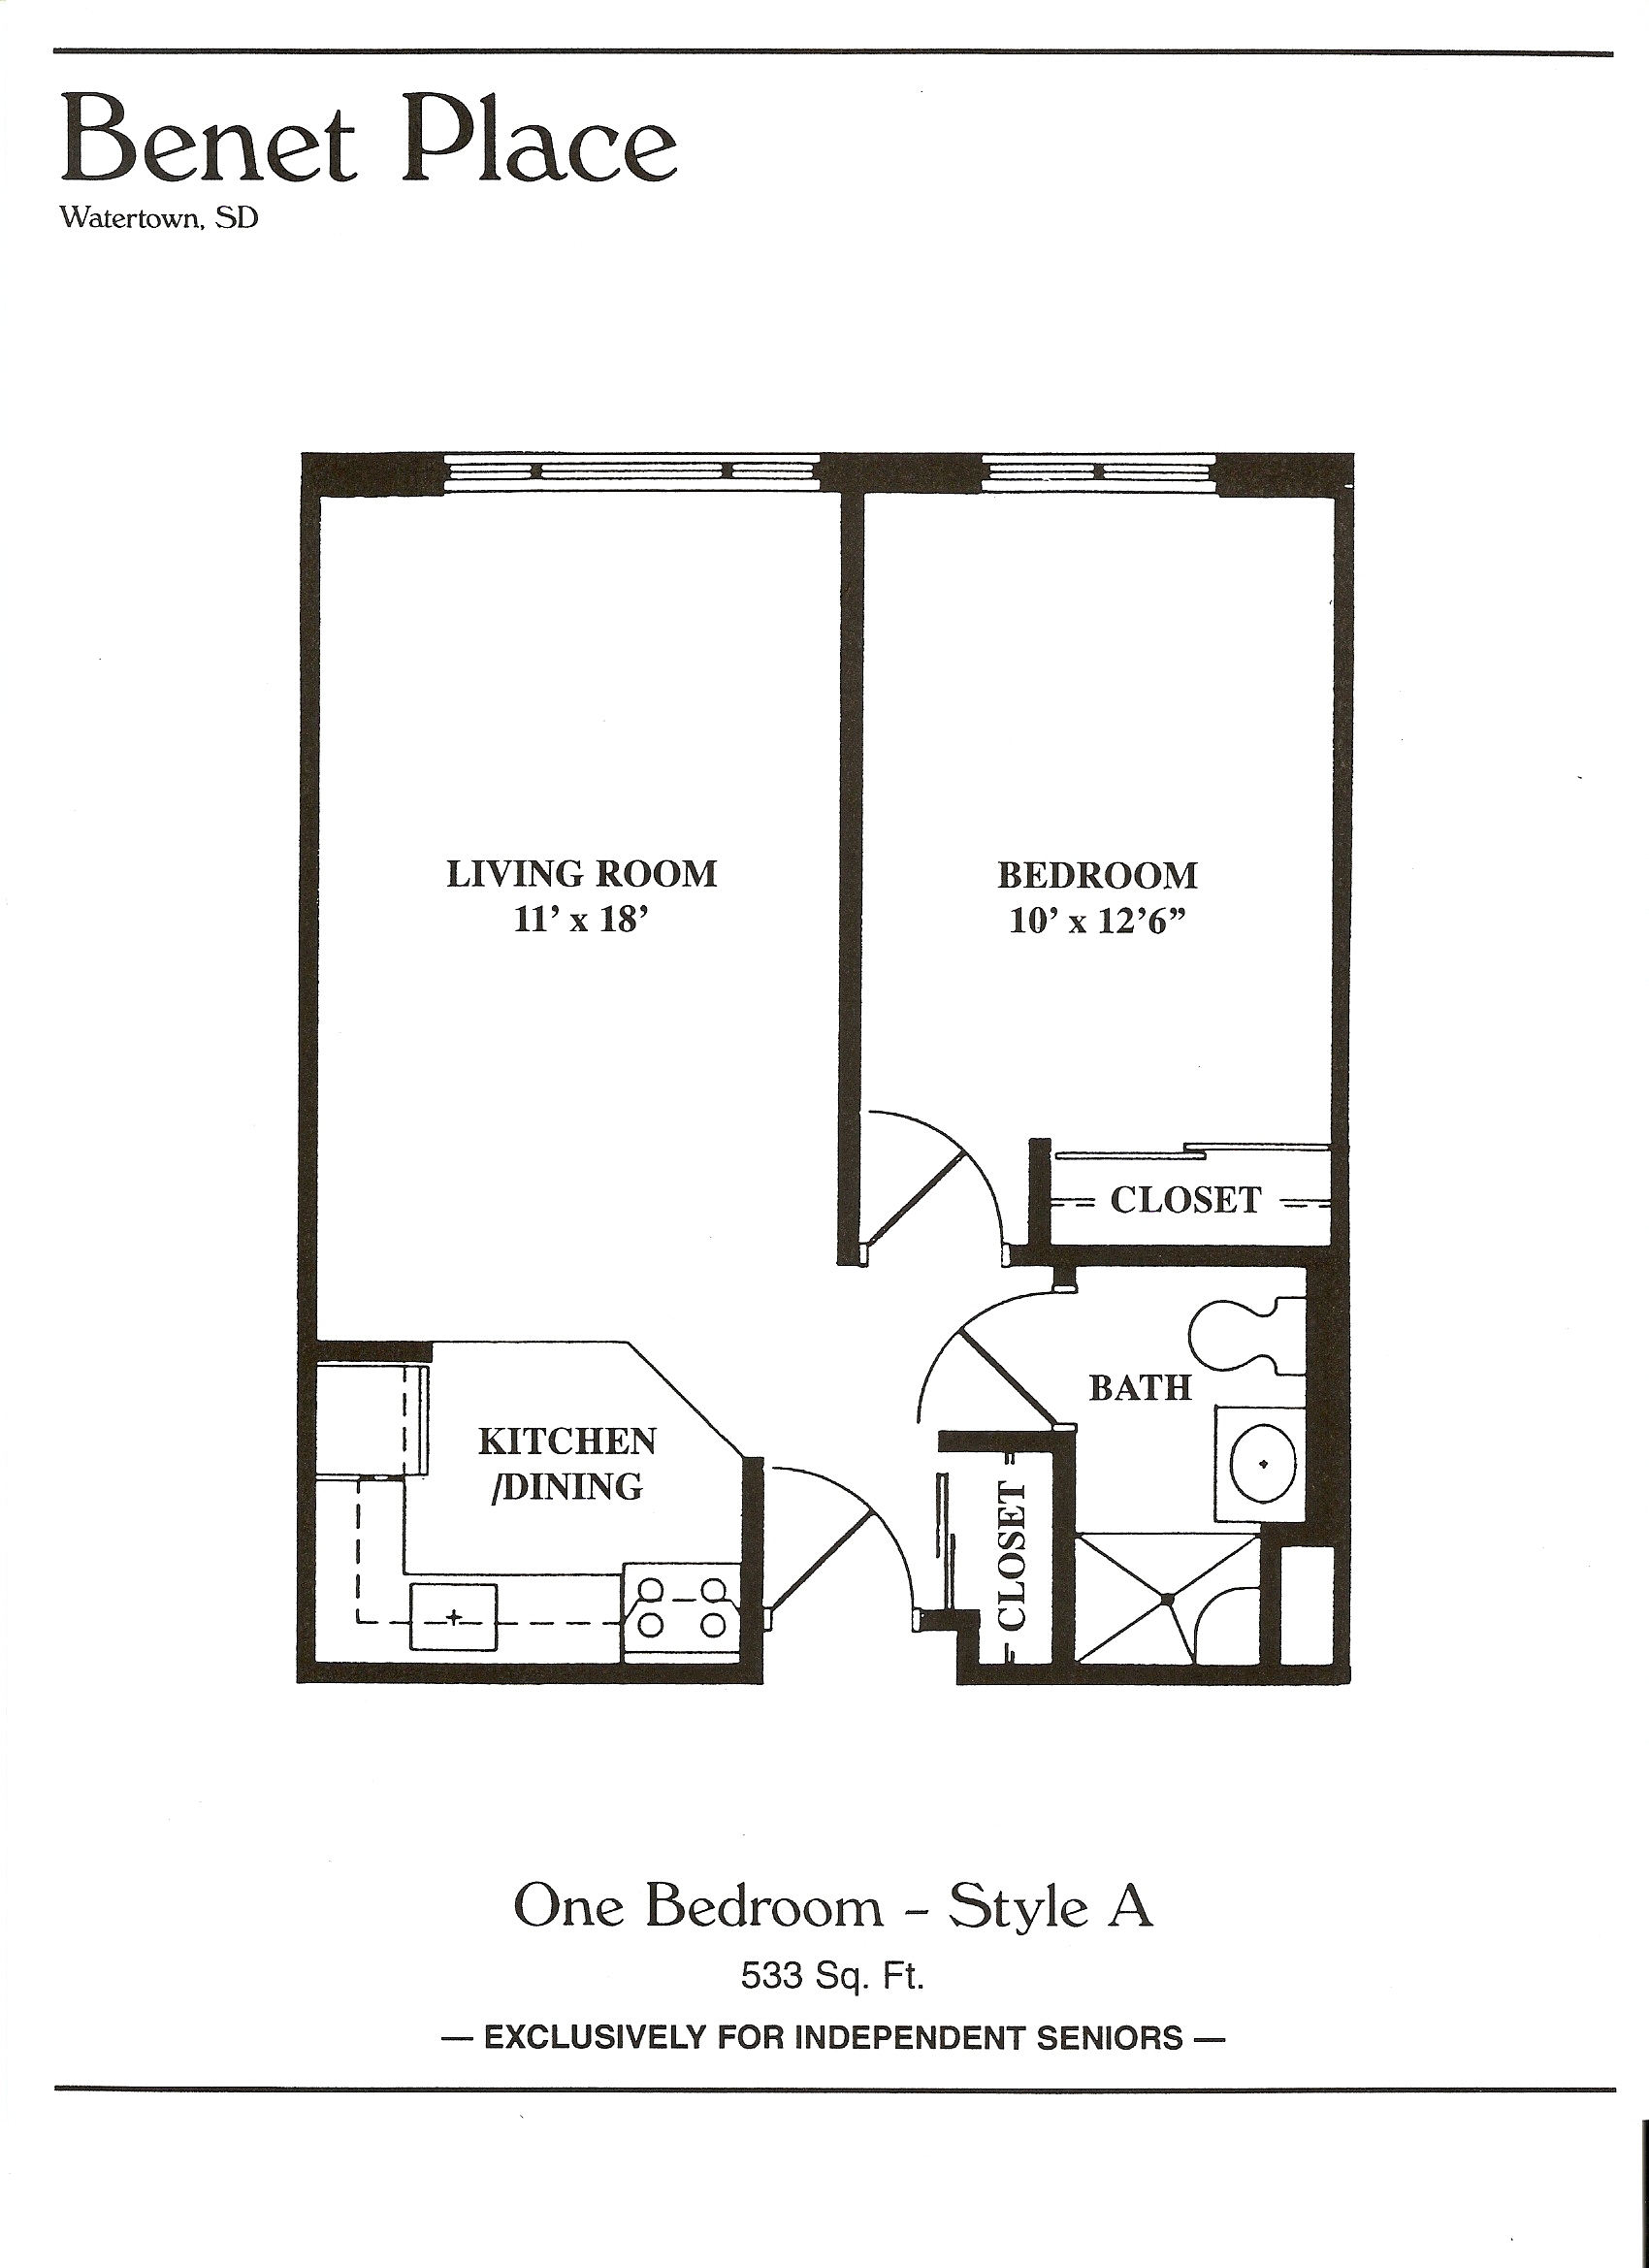 Benet Place
Watertown, SD
LIVING ROOM
11’ x 18’
BEDROOM
10’ x 12’6”
CLOSET
BATH
KITCHEN
/DINING
CLOSET
One Bedroom – Style A
533 Sq. Ft.
— EXCLUSIVELY FOR INDEPENDENT SENIORS —